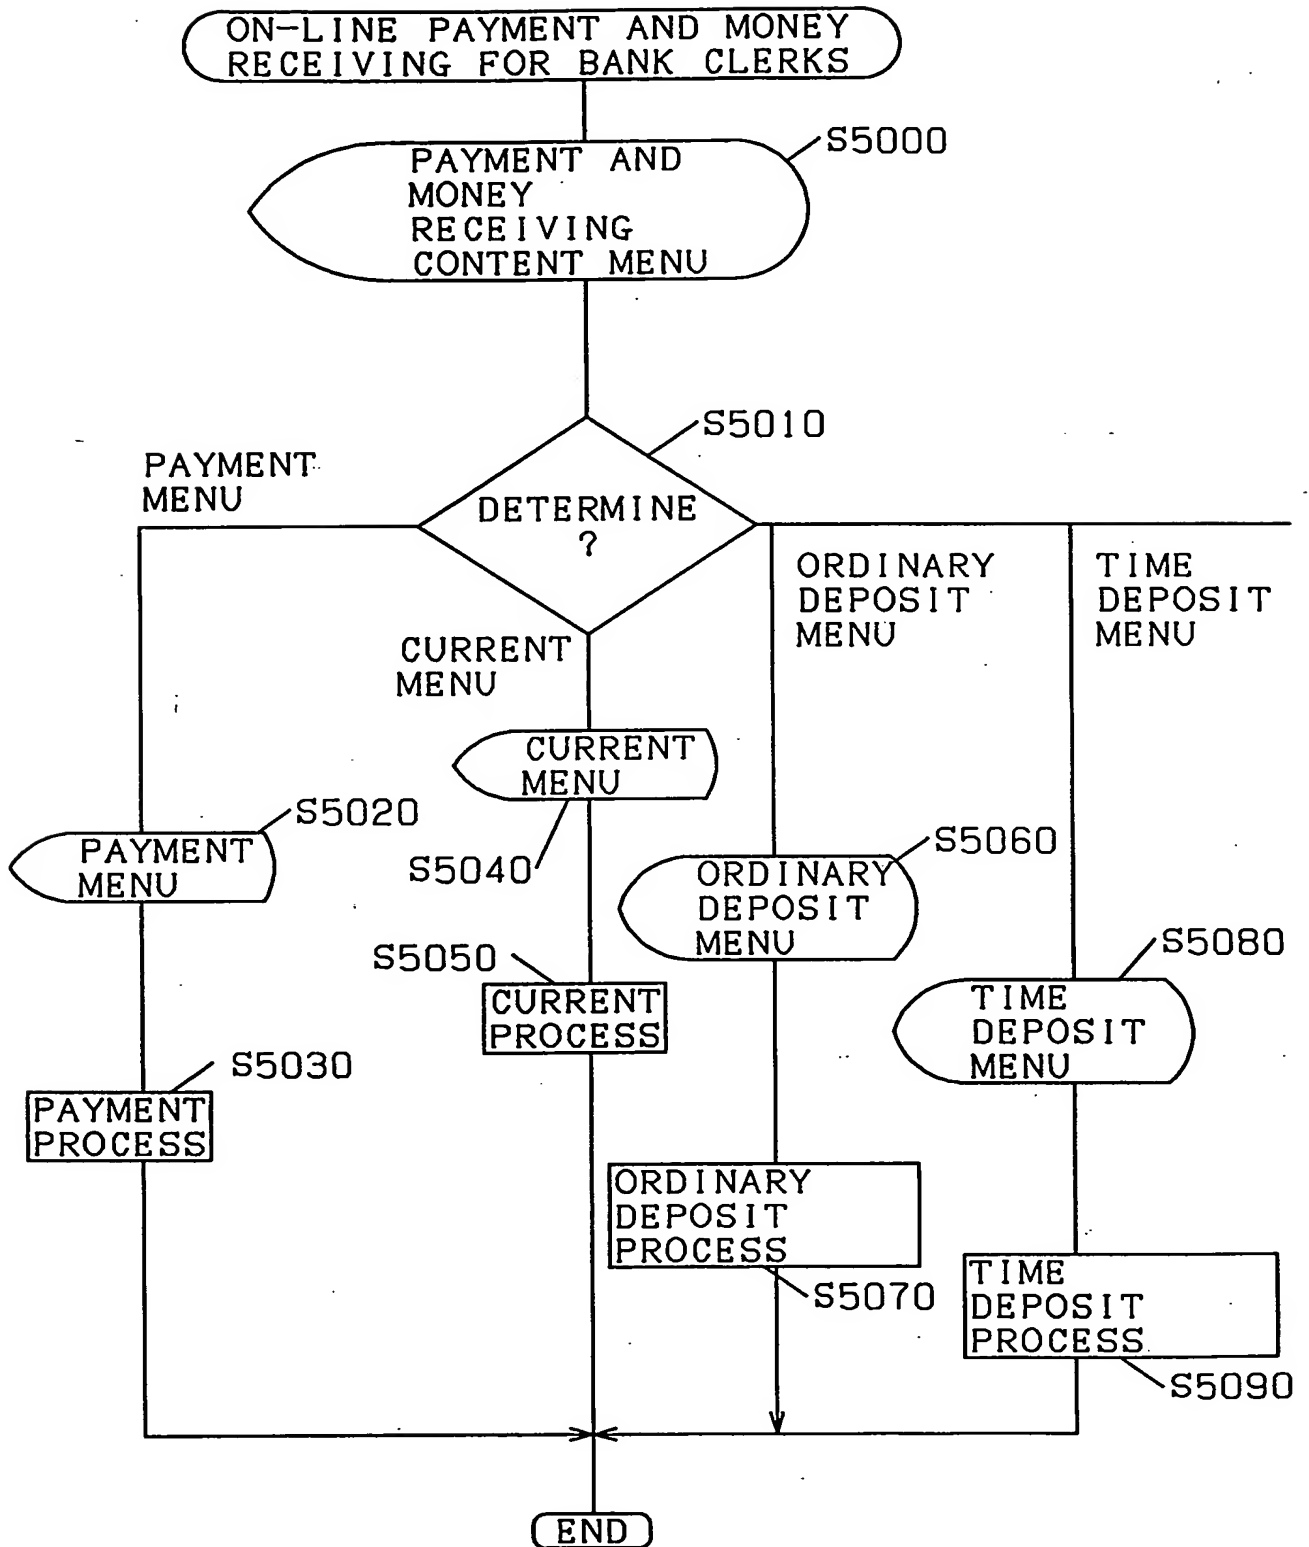 ON-LINE PAYMENT AND MONEY
RECEIVING FOR BANK CLERKS
S5000
PAYMENT AND
MONEY
RECEIVING
CONTENT MENU
S5010
PAYMENT
MENU
DETERMINE
?
ORDINARY
DEPOSIT
MENU
TIME
DEPOSIT
MENU
CURRENT
MENU
CURRENT
MENU
S5040
S5020
PAYMENT
MENU
S5060
ORDINARY
DEPOSIT
MENU
S5080
TIME
DEPOSIT
MENU
S5050
CURRENT
PROCESS
S5030
PAYMENT
PROCESS
ORDINARY
DEPOSIT
PROCESS
S5070
TIME
DEPOSIT
PROCESS
S5090
END